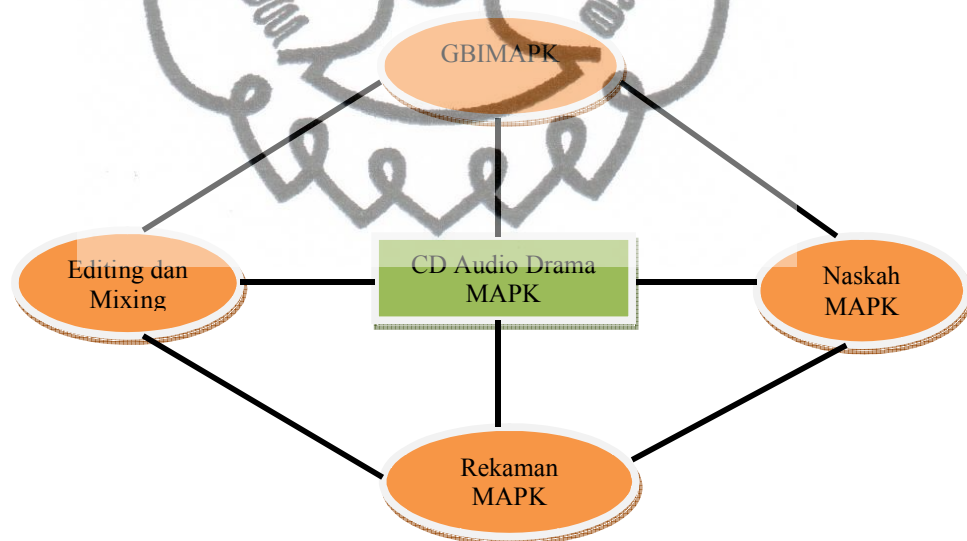 GBIMAPK
Editing dan
Mixing
CD Audio Drama
MAPK
Naskah
MAPK
Rekaman
MAPK